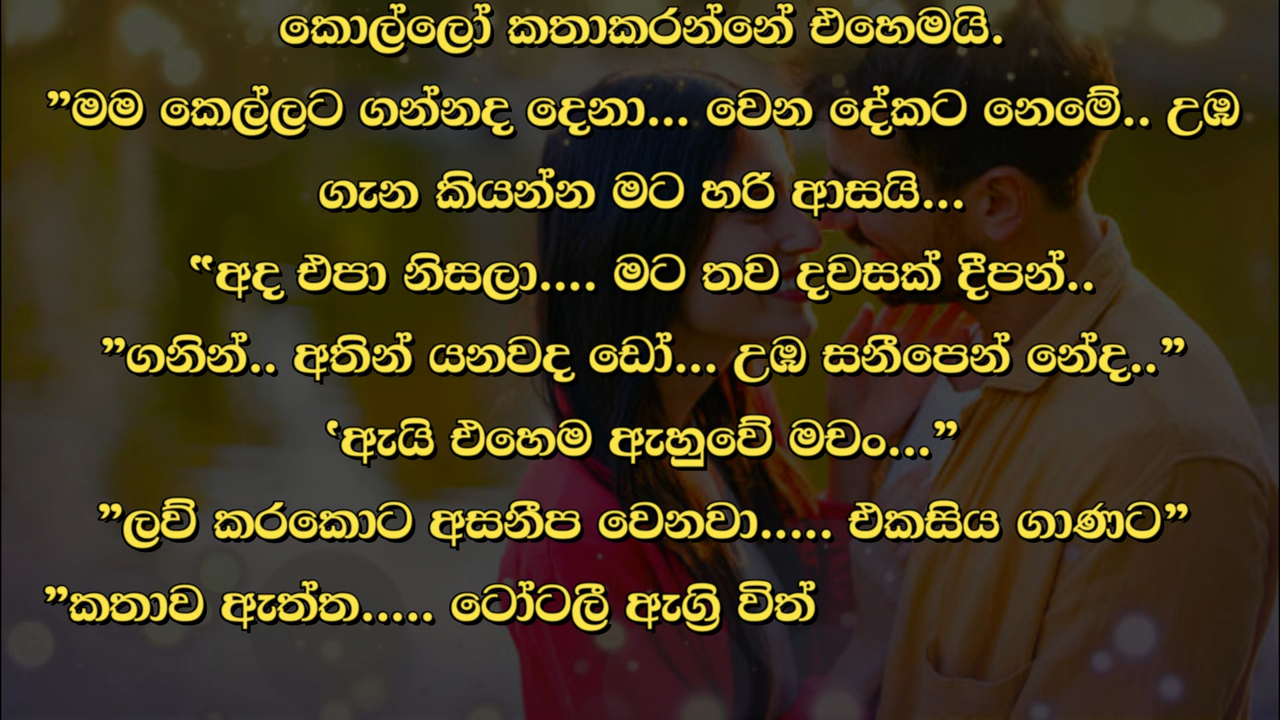 කොල්ලෝ කතාකරන්නේ එහෙමයි.
”මම කෙල්ලට ගන්නද දෙනා... වෙන දේකට නෙමේ.. උඹ
ගැන කියන්න මට හරි ආසයි...
“අද එපා නිසලා.... මට තව දවසක් දීපන්..
”ගනින්.. අතින් යනවද ඩෝ... උඹ සනීපෙන් නේද..”
‛ඇයි එහෙම ඇහුවේ මචං...”
”ලව් කරකොට අසනීප වෙනවා..... එකසිය ගාණට”
”කතාව ඇත්ත..... ටෝටලී ඇග්‍රි විත්